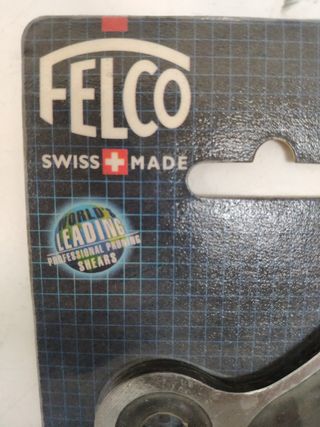 FELCO
SWISS MADE
WORLD'S
LEADING
PROFESSIONAL PRUNING
SHEARS